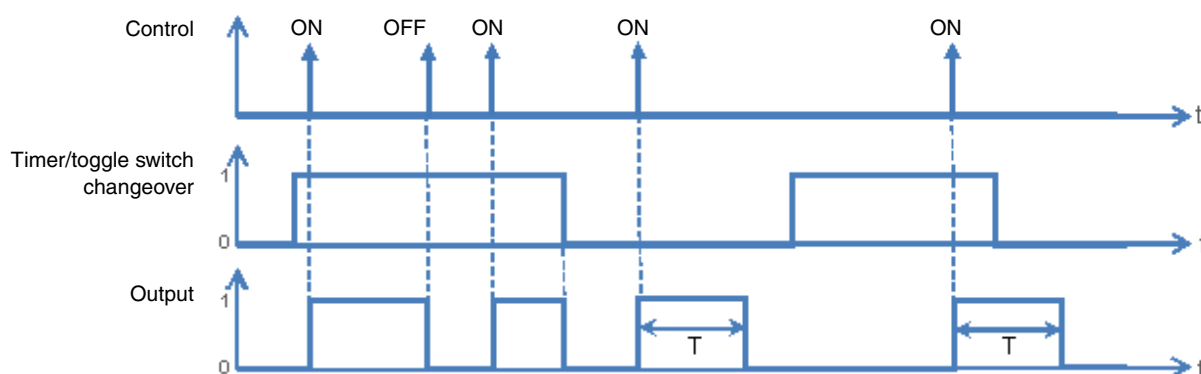 Control
ON OFF ON ON ON
t
Timer/toggle switch
changeover
1
0
Output
1
0
T T
t